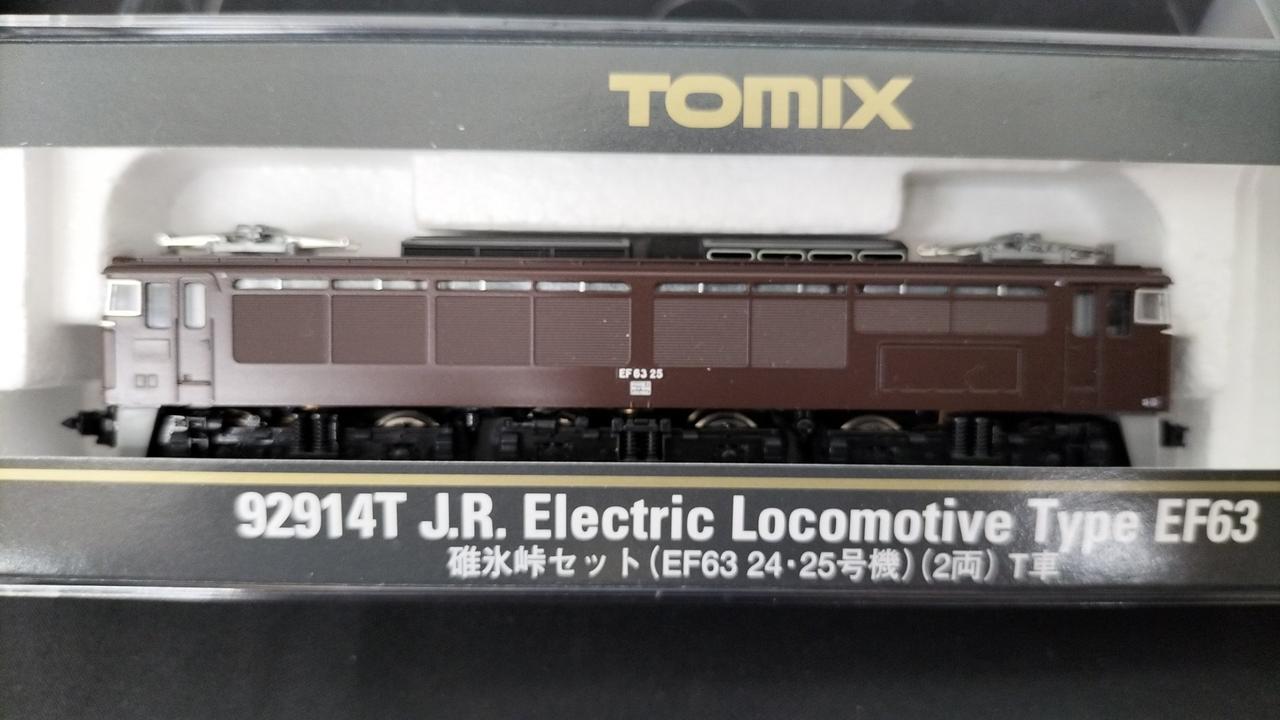 TOMIX
EF63 25
92914T J.R. Electric Locomotive Type EF63
碓氷峠セット(EF63 24・25号機)(2両) T車